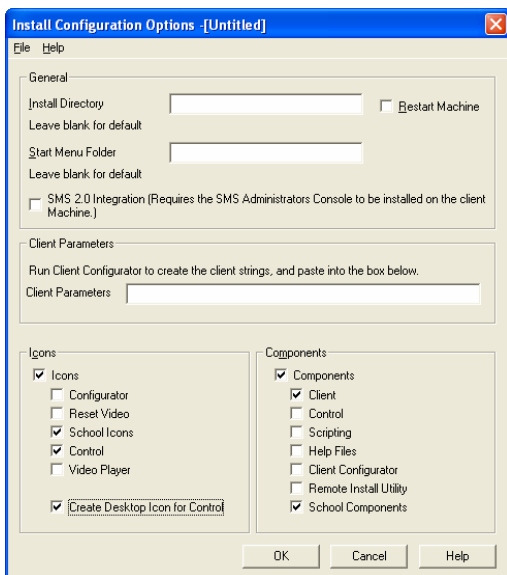 Install Configuration Options -[Untitled]
File Help
General
Install Directory
Restart Machine
Leave blank for default
Start Menu Folder
Leave blank for default
SMS 2.0 Integration (Requires the SMS Administrators Console to be installed on the client
Machine.)
Client Parameters
Run Client Configurator to create the client strings, and paste into the box below.
Client Parameters
Icons
Icons
Configurator
Reset Video
School Icons
Control
Video Player
Create Desktop Icon for Control
Components
Components
Client
Control
Scripting
Help Files
Client Configurator
Remote Install Utility
School Components
OK Cancel Help